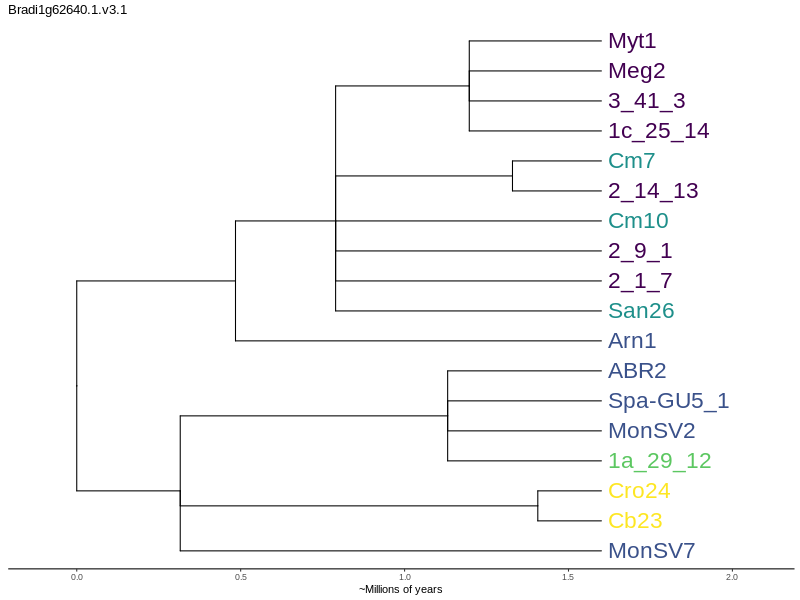 Bradi1g62640.1.v3.1
Myt1
Meg2
3_41_3
1c_25_14
Cm7
2_14_13
Cm10
2_9_1
2_1_7
San26
Arn1
ABR2
Spa-GU5_1
MonSV2
1a_29_12
Cro24
Cb23
MonSV7
0.0 0.5 1.0 1.5 2.0
~Millions of years